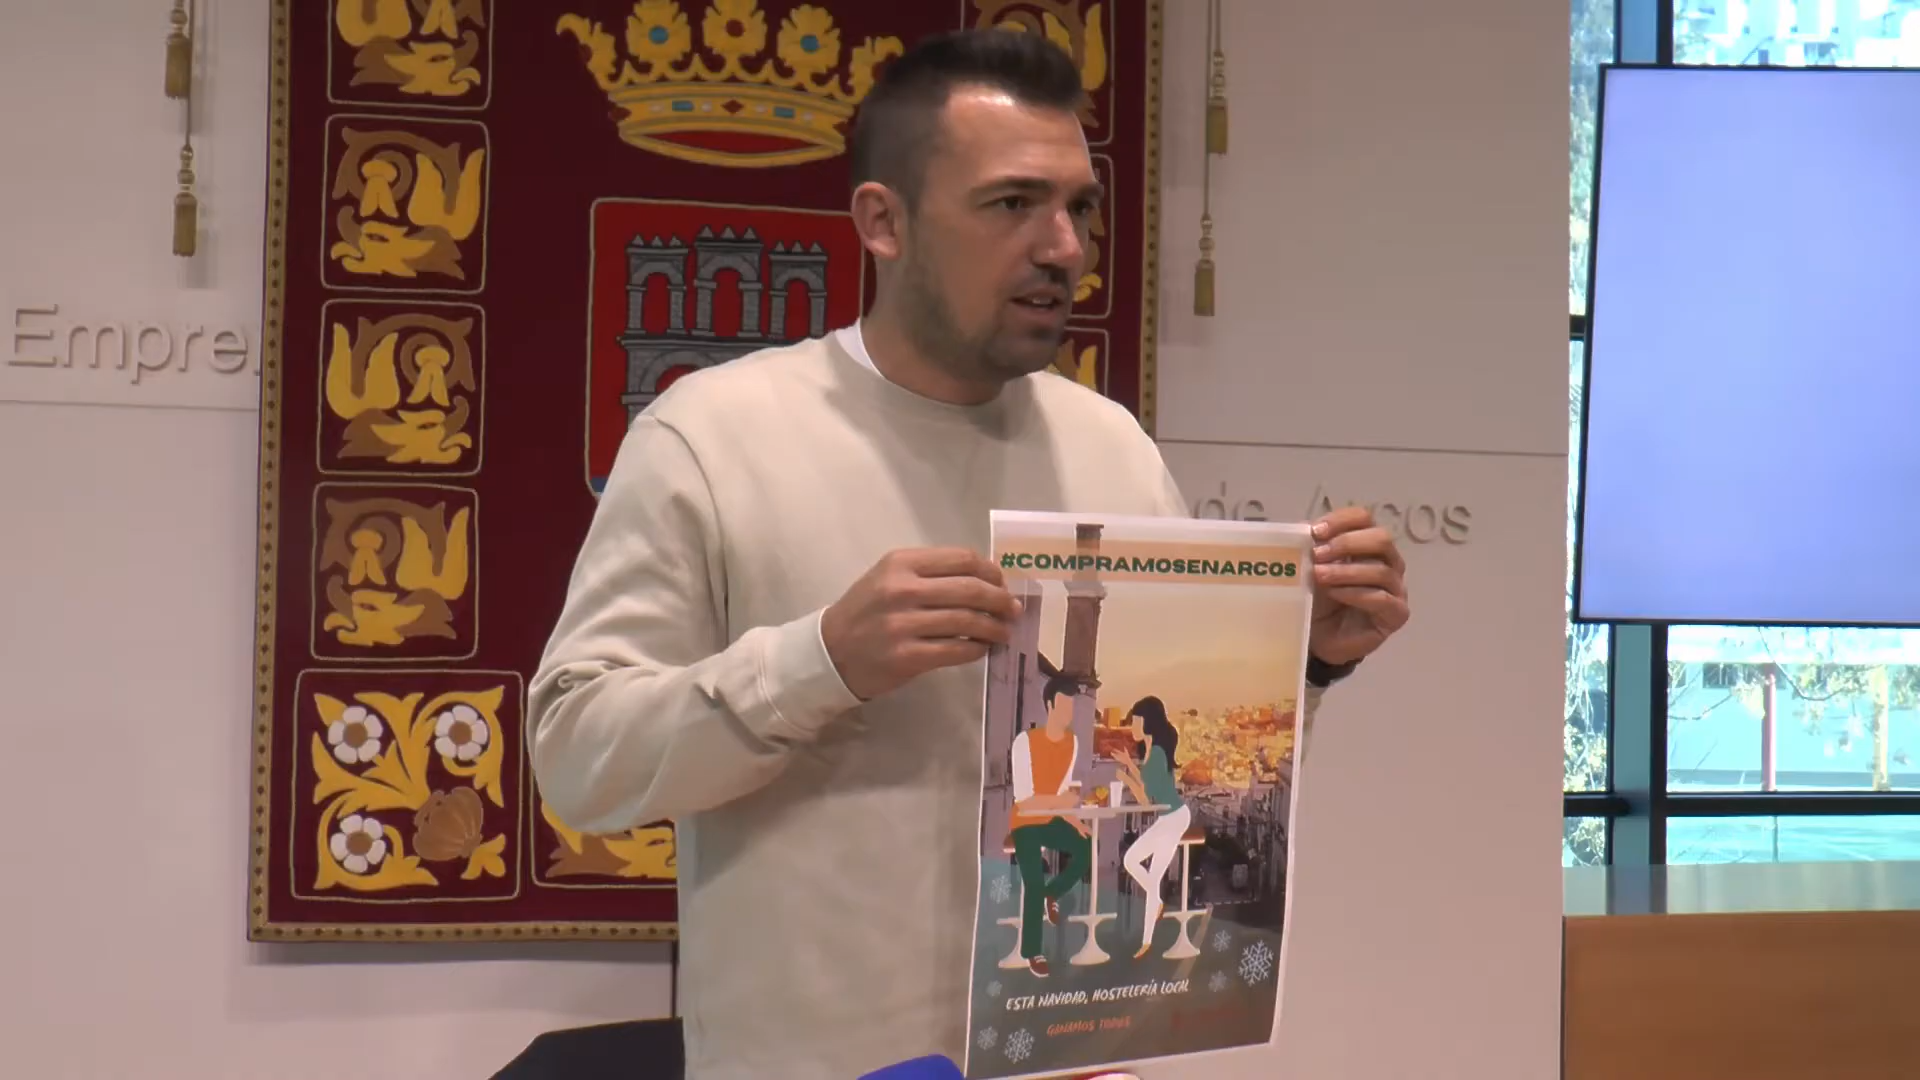 Empre
de Arcos
#COMPRAMOSENARCOS
ESTA NAVIDAD, HOSTELERÍA LOCAL
GANAMOS TODOS